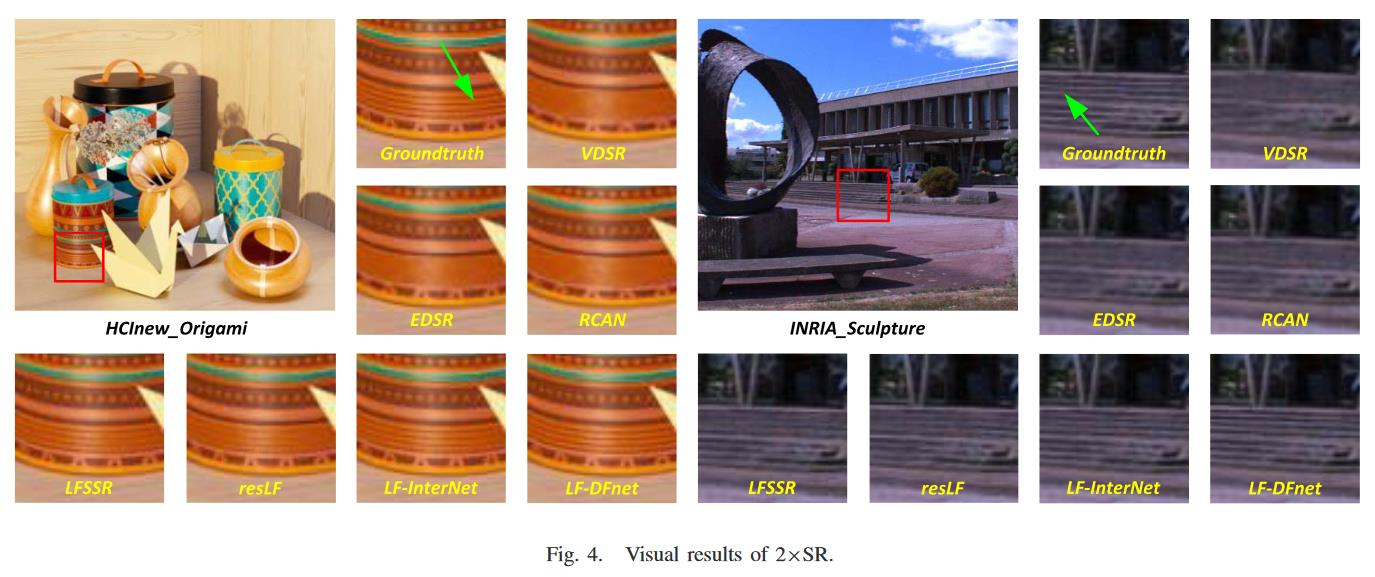 Groundtruth
VDSR
Groundtruth
VDSR
EDSR
RCAN
EDSR
RCAN
HCInew_Origami
INRIA_Sculpture
LFSSR
resLF
LF-InterNet
LF-DFnet
LFSSR
resLF
LF-InterNet
LF-DFnet
Fig. 4. Visual results of 2×SR.